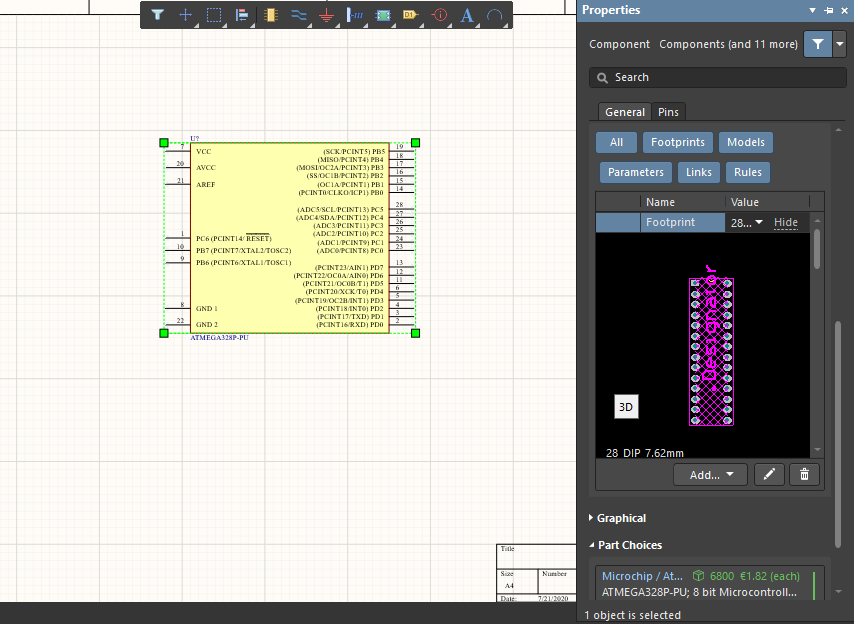 Properties
Component Components (and 11 more)
Search
General Pins
All Footprints Models
Parameters Links Rules
Name Value
Footprint 28... Hide
.Designator
3D
28 DIP 7.62mm
Add...
Graphical
Part Choices
Microchip / At... 6800 €1.82 (each)
ATMEGA328P-PU; 8 bit Microcontroll...
1 object is selected
D1
A
U?
7 VCC
20 AVCC
21 AREF
1 PC6 (PCINT14/ RESET)
10 PB7 (PCINT7/XTAL2/TOSC2)
9 PB6 (PCINT6/XTAL1/TOSC1)
8 GND 1
22 GND 2
(SCK/PCINT5) PB5 19
(MISO/PCINT4) PB4 18
(MOSI/OC2A/PCINT3) PB3 17
(SS/OC1B/PCINT2) PB2 16
(OC1A/PCINT1) PB1 15
(PCINT0/CLKO/ICP1) PB0 14
(ADC5/SCL/PCINT13) PC5 28
(ADC4/SDA/PCINT12) PC4 27
(ADC3/PCINT11) PC3 26
(ADC2/PCINT10) PC2 25
(ADC1/PCINT9) PC1 24
(ADC0/PCINT8) PC0 23
(PCINT23/AIN1) PD7 13
(PCINT22/OC0A/AIN0) PD6 12
(PCINT21/OC0B/T1) PD5 11
(PCINT20/XCK/T0) PD4 6
(PCINT19/OC2B/INT1) PD3 5
(PCINT18/INT0) PD2 4
(PCINT17/TXD) PD1 3
(PCINT16/RXD) PD0 2
ATMEGA328P-PU
Title
Size Number
A4
Date: 7/21/2020